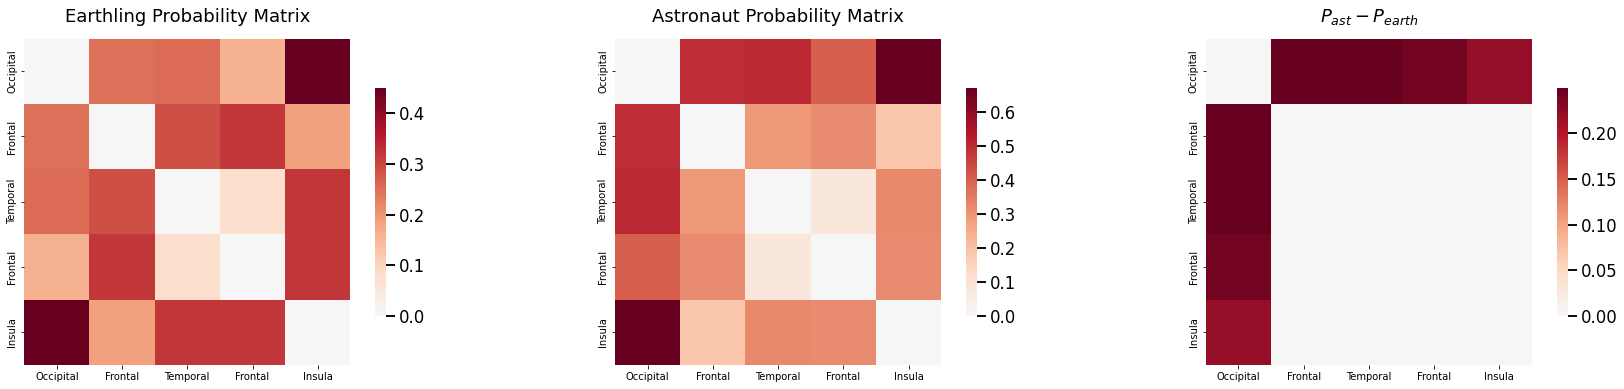 Earthling Probability Matrix
Occipital
Frontal
Temporal
Frontal
Insula
Occipital Frontal Temporal Frontal Insula
0.4
0.3
0.2
0.1
0.0
Astronaut Probability Matrix
Occipital
Frontal
Temporal
Frontal
Insula
Occipital Frontal Temporal Frontal Insula
0.6
0.5
0.4
0.3
0.2
0.1
0.0
P_ast − P_earth
Occipital
Frontal
Temporal
Frontal
Insula
Occipital Frontal Temporal Frontal Insula
0.20
0.15
0.10
0.05
0.00